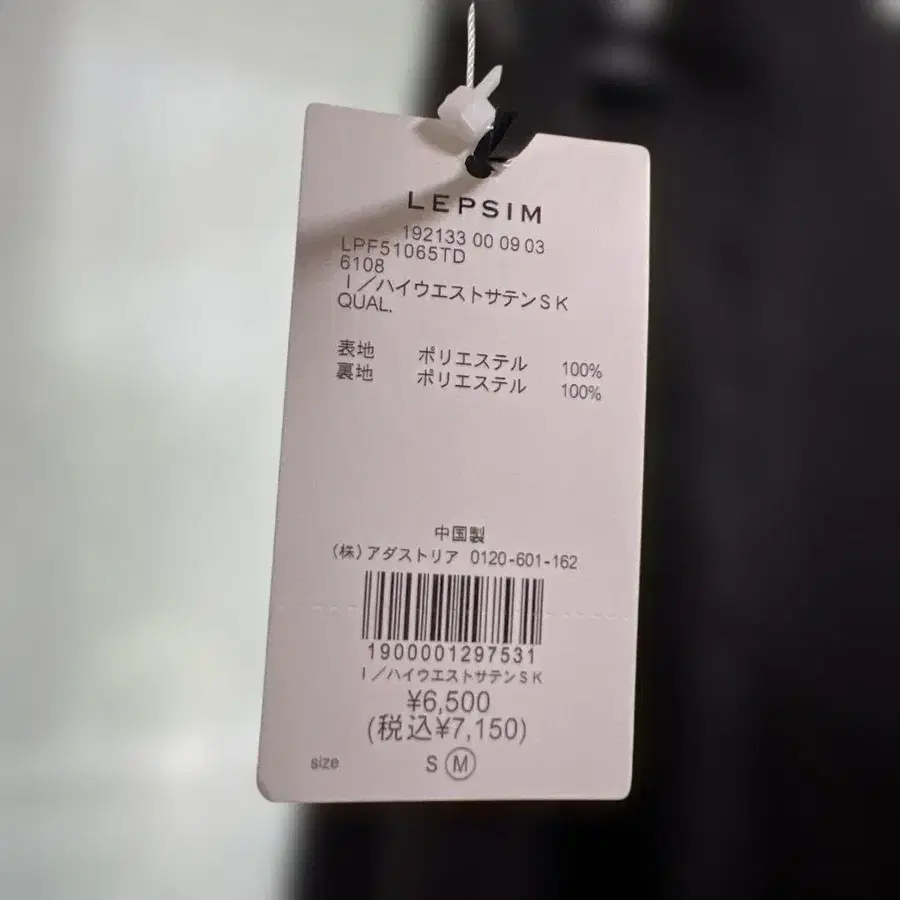 LEPSIM
192133 00 09 03
LPF51065TD
6108
I／ハイウエストサテンＳＫ
QUAL.
表地 ポリエステル 100%
裏地 ポリエステル 100%
中国製
（株）アダストリア 0120-601-162
1900001297531
I／ハイウエストサテンＳＫ
¥6,500
(税込¥7,150)
size S M